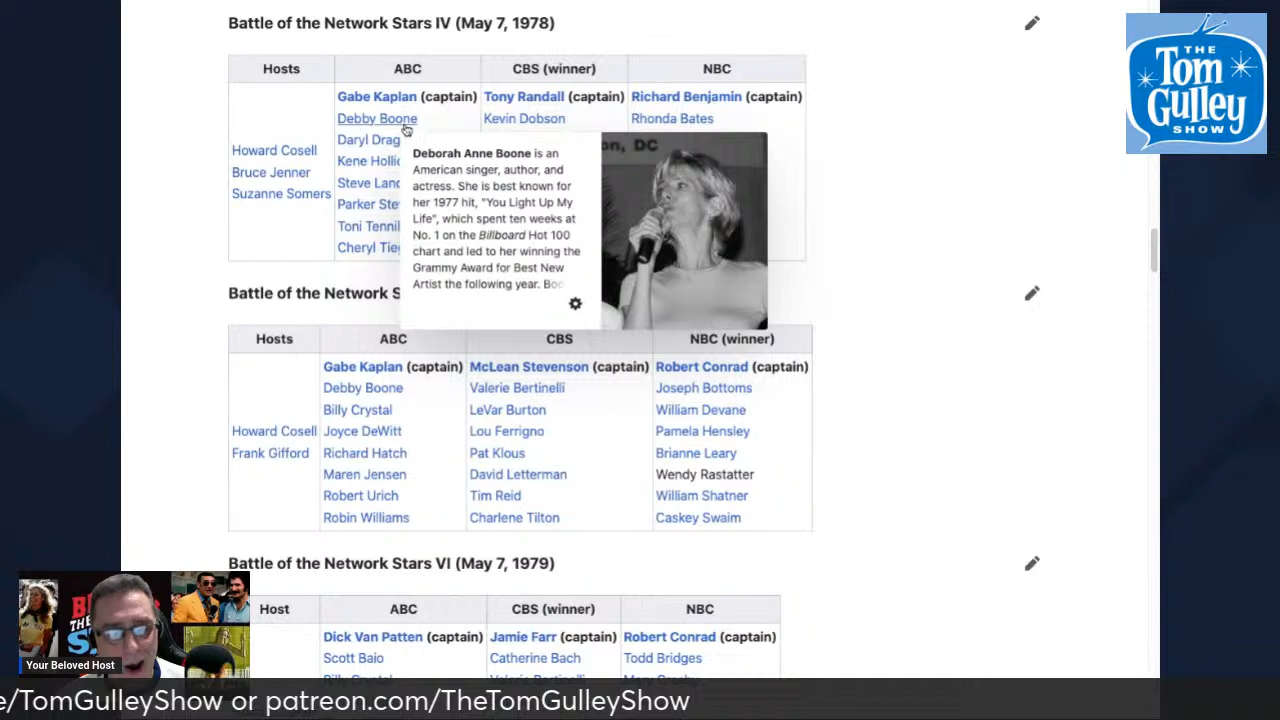 Battle of the Network Stars IV (May 7, 1978)
THE
Tom
Gulley
SHOW
Hosts ABC CBS (winner) NBC
Gabe Kaplan (captain) Tony Randall (captain) Richard Benjamin (captain)
Debby Boone Kevin Dobson Rhonda Bates
Howard Cosell
Bruce Jenner
Suzanne Somers
Daryl
Kene
Steve
Parker
Toni
Cheryl
Deborah Anne Boone is an
American singer, author, and
actress. She is best known for
her 1977 hit, "You Light Up My
Life", which spent ten weeks at
No. 1 on the Billboard Hot 100
chart and led to her winning the
Grammy Award for Best New
Artist the following year.
DC
Battle of the Network
Hosts ABC CBS NBC (winner)
Gabe Kaplan (captain) McLean Stevenson (captain) Robert Conrad (captain)
Debby Boone Valerie Bertinelli Joseph Bottoms
Billy Crystal LeVar Burton William Devane
Howard Cosell Joyce DeWitt Lou Ferrigno Pamela Hensley
Frank Gifford Richard Hatch Pat Klous Brianne Leary
Maren Jensen David Letterman Wendy Rastatter
Robert Urich Tim Reid William Shatner
Robin Williams Charlene Tilton Caskey Swaim
Battle of the Network Stars VI (May 7, 1979)
Host ABC CBS (winner) NBC
Dick Van Patten (captain) Jamie Farr (captain) Robert Conrad (captain)
Scott Baio Catherine Bach Todd Bridges
Your Beloved Host
e/TomGulleyShow or patreon.com/TheTomGulleyShow